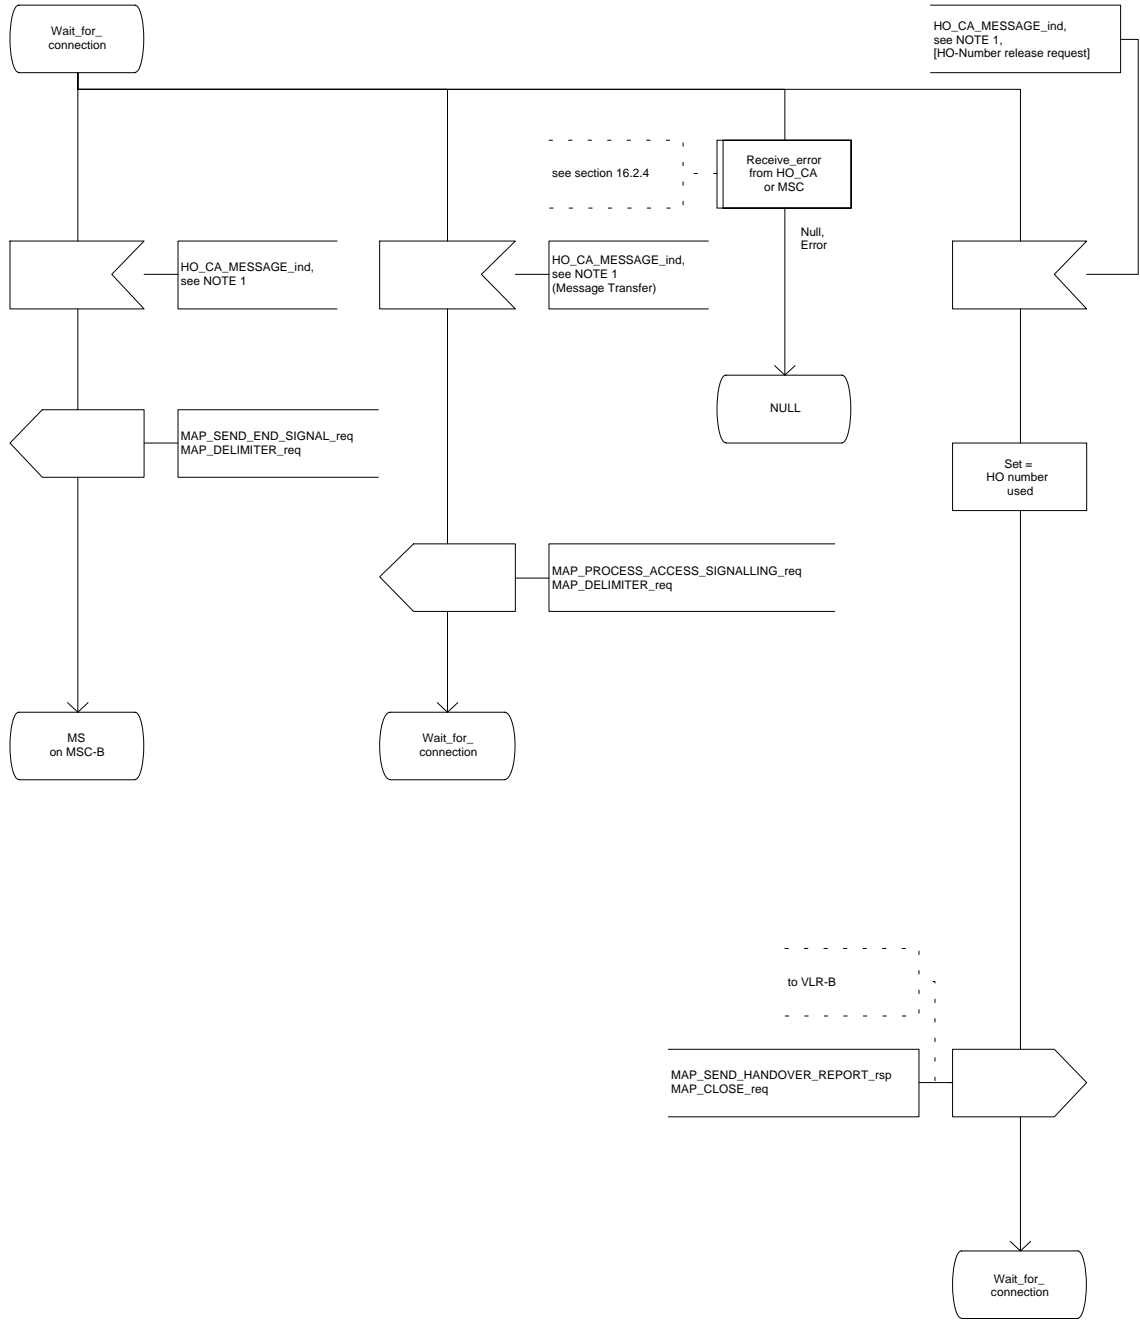 Wait_for_
connection
HO_CA_MESSAGE_ind,
see NOTE 1,
[HO-Number release request]
see section 16.2.4
Receive_error
from HO_CA
or MSC
Null,
Error
HO_CA_MESSAGE_ind,
see NOTE 1
HO_CA_MESSAGE_ind,
see NOTE 1
(Message Transfer)
NULL
MAP_SEND_END_SIGNAL_req
MAP_DELIMITER_req
Set =
HO number
used
MAP_PROCESS_ACCESS_SIGNALLING_req
MAP_DELIMITER_req
MS
on MSC-B
Wait_for_
connection
to VLR-B
MAP_SEND_HANDOVER_REPORT_rsp
MAP_CLOSE_req
Wait_for_
connection